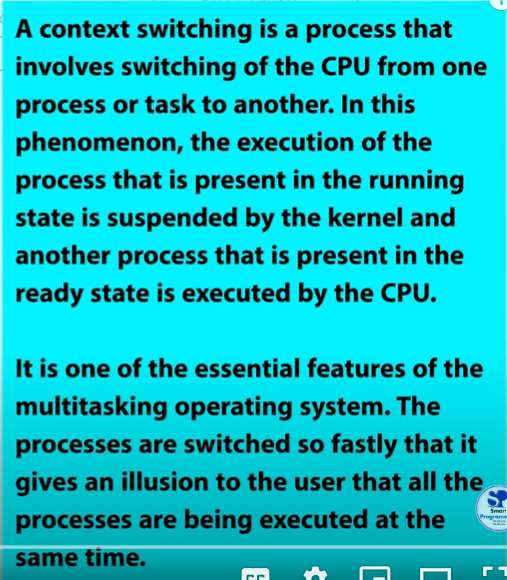 A context switching is a process that
involves switching of the CPU from one
process or task to another. In this
phenomenon, the execution of the
process that is present in the running
state is suspended by the kernel and
another process that is present in the
ready state is executed by the CPU.
It is one of the essential features of the
multitasking operating system. The
processes are switched so fastly that it
gives an illusion to the user that all the
processes are being executed at the
same time.
SP
Smart
Programm